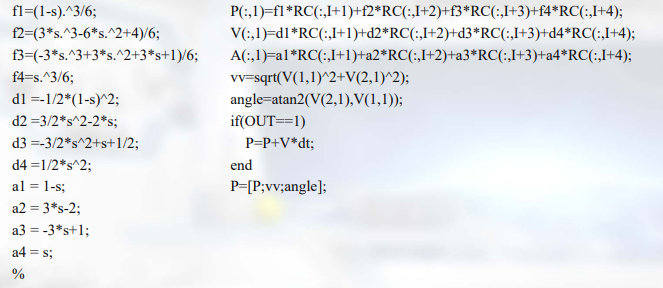 f1=(1-s).^3/6;
f2=(3*s.^3-6*s.^2+4)/6;
f3=(-3*s.^3+3*s.^2+3*s+1)/6;
f4=s.^3/6;
d1 =-1/2*(1-s)^2;
d2 =3/2*s^2-2*s;
d3 =-3/2*s^2+s+1/2;
d4 =1/2*s^2;
a1 = 1-s;
a2 = 3*s-2;
a3 = -3*s+1;
a4 = s;
%
P(:,1)=f1*RC(:,I+1)+f2*RC(:,I+2)+f3*RC(:,I+3)+f4*RC(:,I+4);
V(:,1)=d1*RC(:,I+1)+d2*RC(:,I+2)+d3*RC(:,I+3)+d4*RC(:,I+4);
A(:,1)=a1*RC(:,I+1)+a2*RC(:,I+2)+a3*RC(:,I+3)+a4*RC(:,I+4);
vv=sqrt(V(1,1)^2+V(2,1)^2);
angle=atan2(V(2,1),V(1,1));
if(OUT==1)
P=P+V*dt;
end
P=[P;vv;angle];